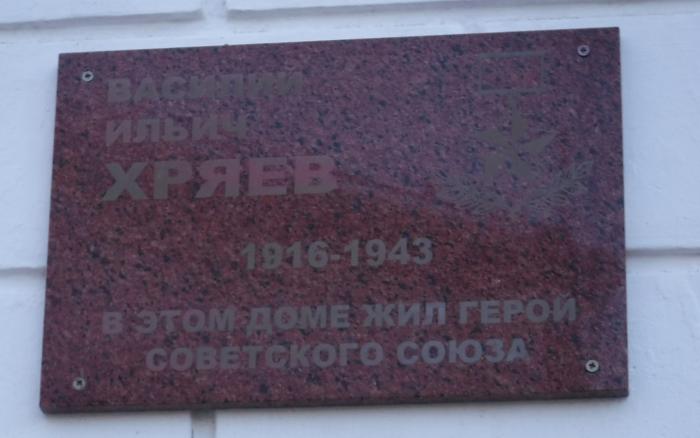 ВАСИЛИЙ
ИЛЬИЧ
ХРЯЕВ
1916-1943
В ЭТОМ ДОМЕ ЖИЛ ГЕРОЙ
СОВЕТСКОГО СОЮЗА